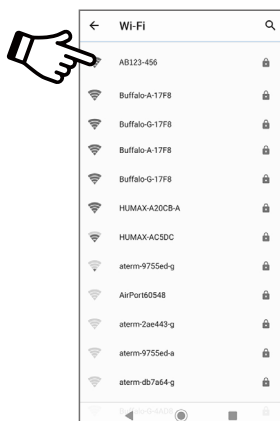 Wi-Fi
AB123-456
Buffalo-A-17F8
Buffalo-G-17F8
Buffalo-A-17F8
Buffalo-G-17F8
HUMAX-A20CB-A
HUMAX-AC5DC
aterm-9755ed-g
AirPort60548
aterm-2ae443-g
aterm-9755ed-a
aterm-db7a64-g